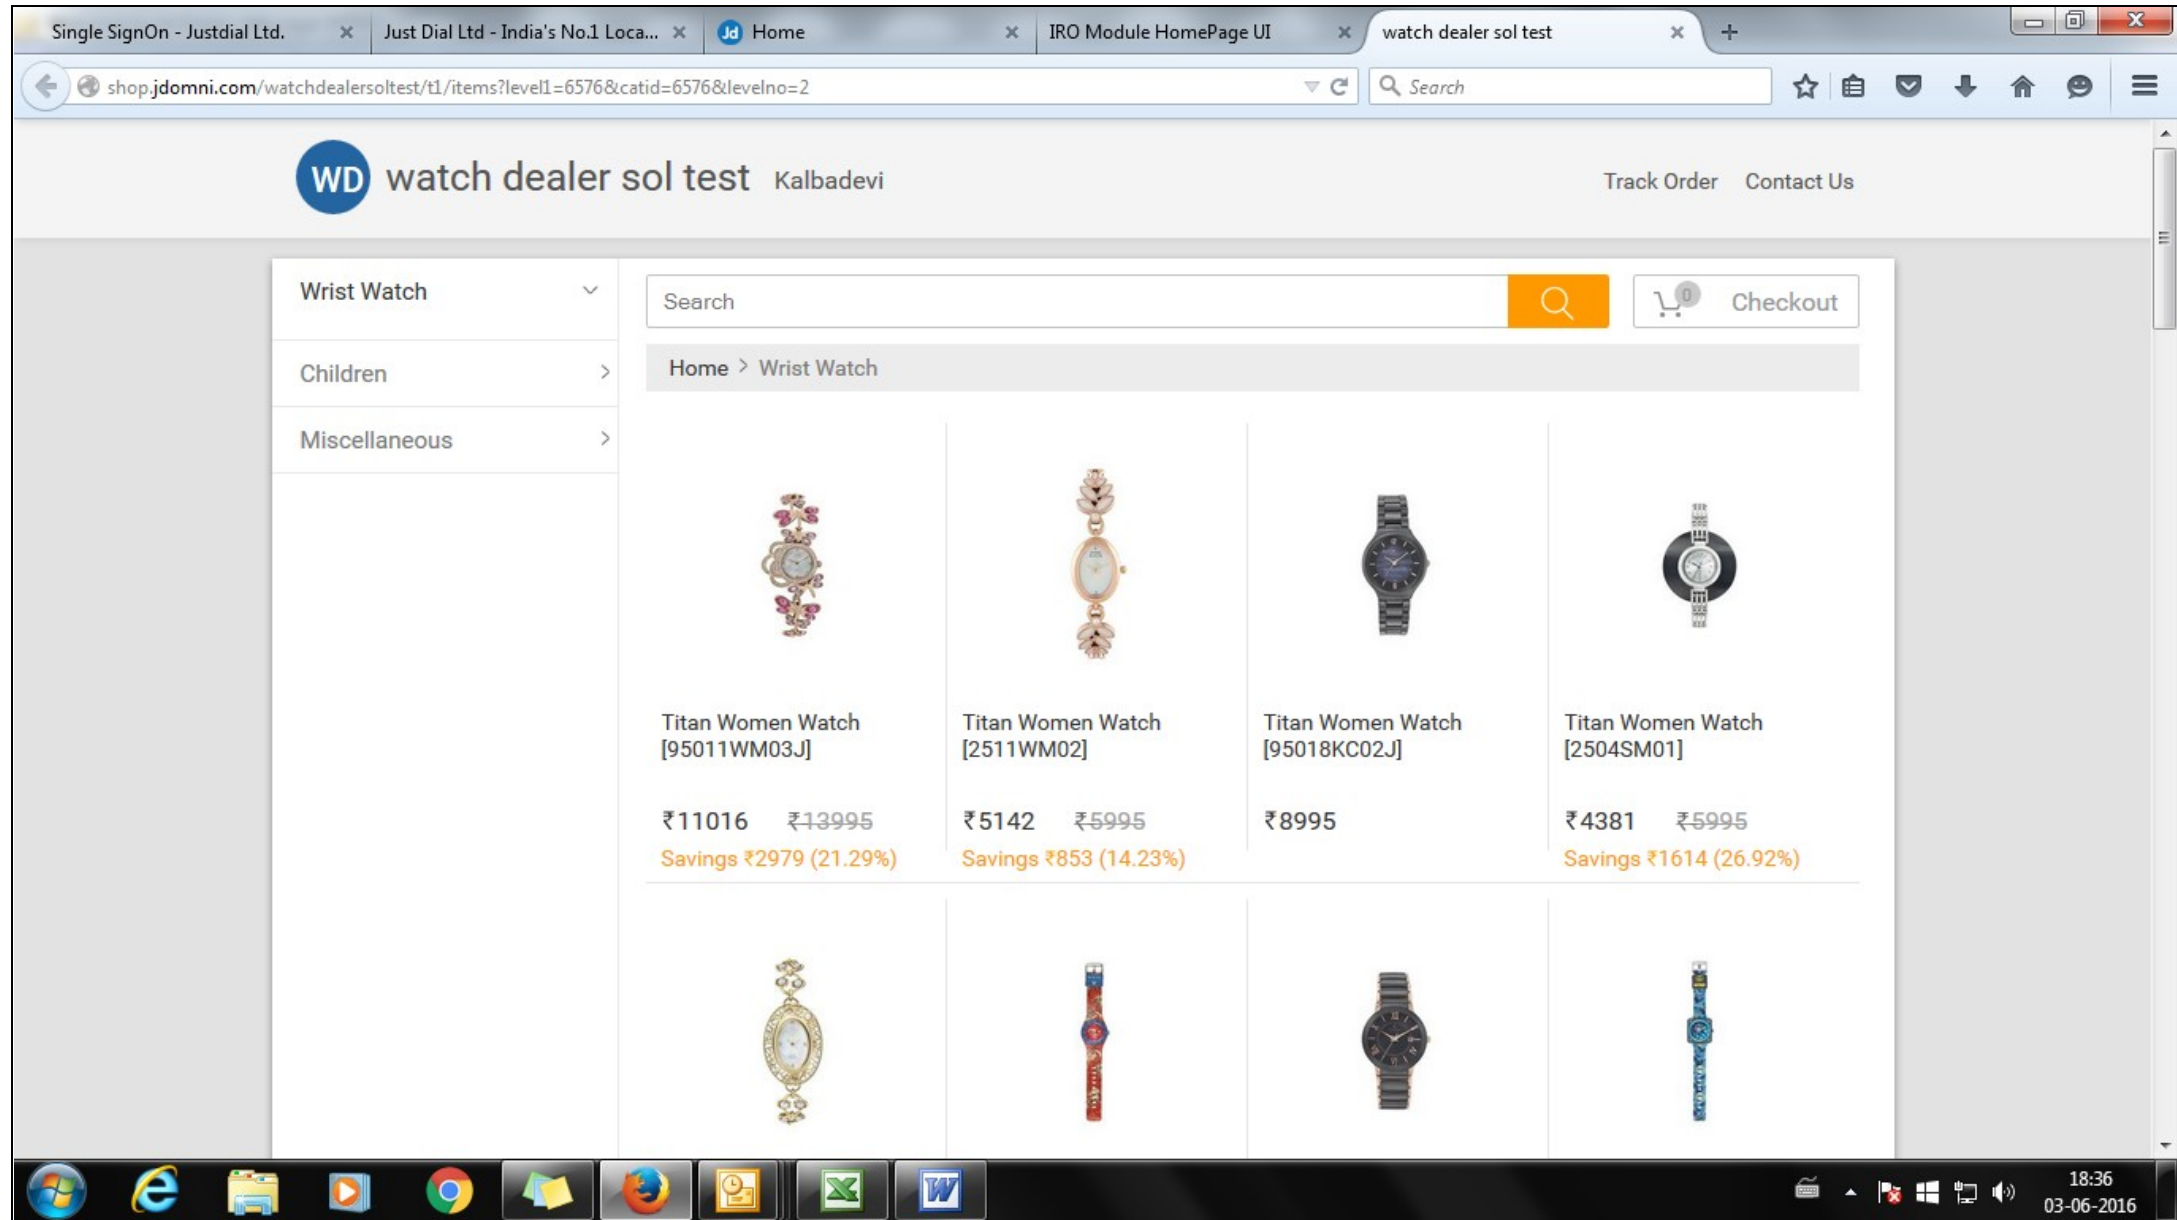 Single SignOn - Justdial Ltd.
Just Dial Ltd - India's No.1 Loca...
Jd Home
IRO Module HomePage UI
watch dealer sol test
shop.jdomni.com/watchdealersoltest/t1/items?level1=6576&catid=6576&levelno=2
Search
WD watch dealer sol test Kalbadevi
Track Order Contact Us
Wrist Watch
Children
Miscellaneous
Search
0 Checkout
Home > Wrist Watch
Titan Women Watch
[95011WM03J]
₹11016 ₹13995
Savings ₹2979 (21.29%)
Titan Women Watch
[2511WM02]
₹5142 ₹5995
Savings ₹853 (14.23%)
Titan Women Watch
[95018KC02J]
₹8995
Titan Women Watch
[2504SM01]
₹4381 ₹5995
Savings ₹1614 (26.92%)
18:36
03-06-2016